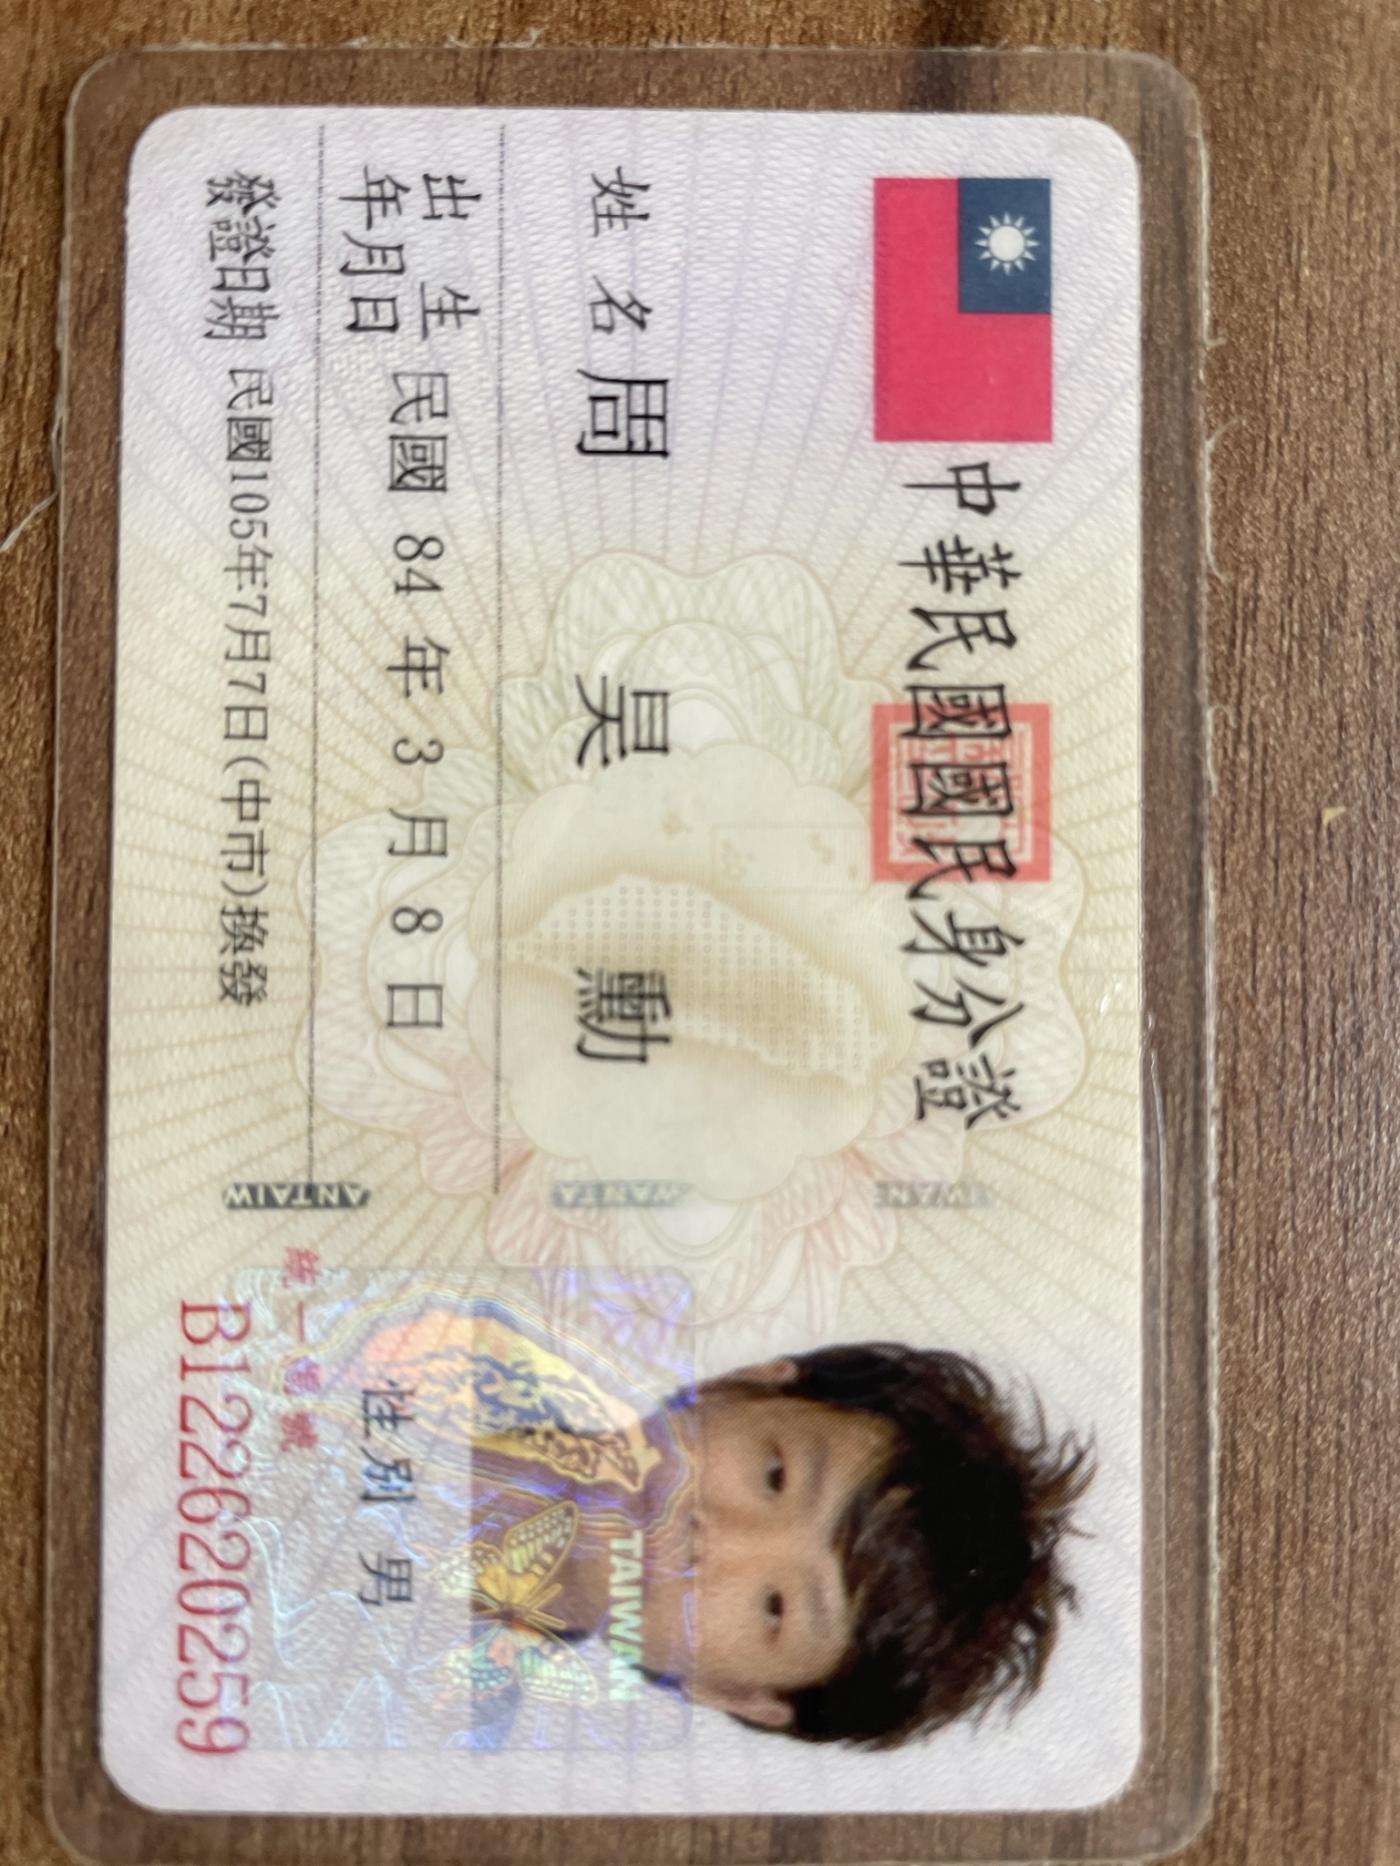 中華民國國民身分證
姓名 周昊勳
出生年月日 民國 84 年 3 月 8 日
發證日期 民國105年7月7日(中市)換發
性別 男
統一編號
B122620259
TAIWAN